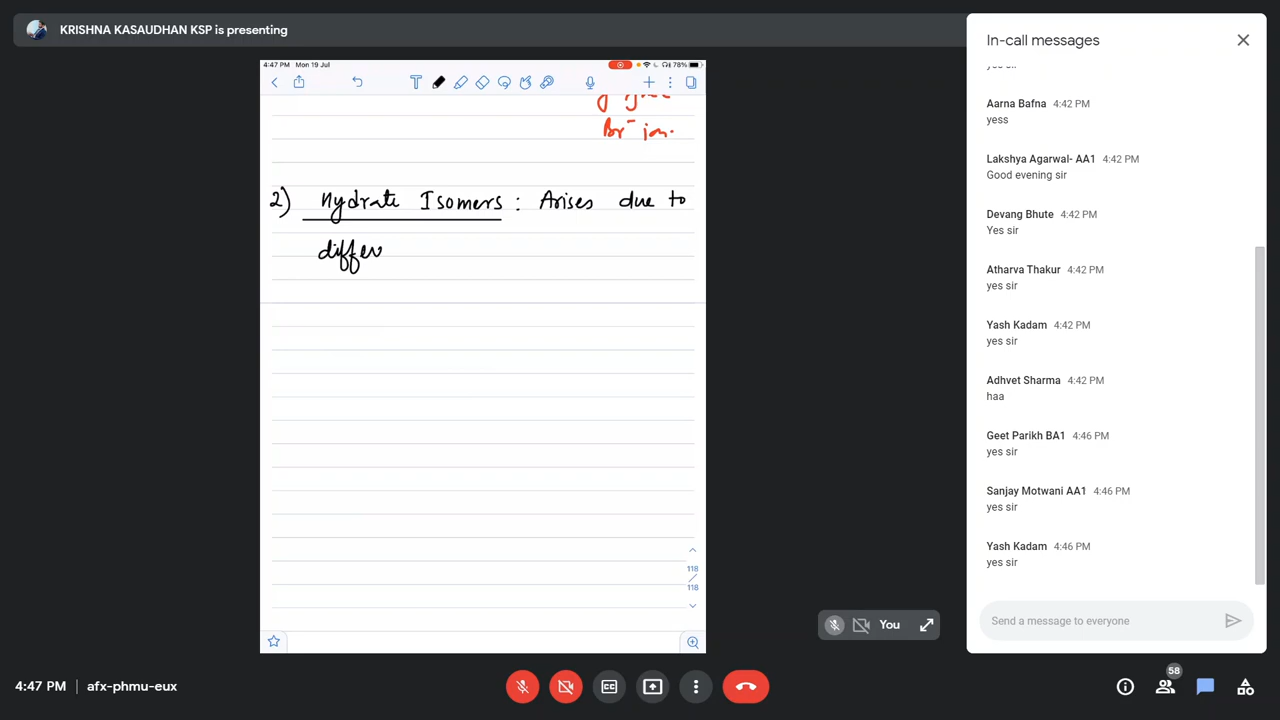 KRISHNA KASAUDHAN KSP is presenting
4:47 PM Mon 19 Jul
78%
Br⁻ ion.
2) Hydrate Isomers : Arises due to
differ
118
118
You
In-call messages
Aarna Bafna 4:42 PM
yess
Lakshya Agarwal- AA1 4:42 PM
Good evening sir
Devang Bhute 4:42 PM
Yes sir
Atharva Thakur 4:42 PM
yes sir
Yash Kadam 4:42 PM
yes sir
Adhvet Sharma 4:42 PM
haa
Geet Parikh BA1 4:46 PM
yes sir
Sanjay Motwani AA1 4:46 PM
yes sir
Yash Kadam 4:46 PM
yes sir
Send a message to everyone
4:47 PM | afx-phmu-eux
58